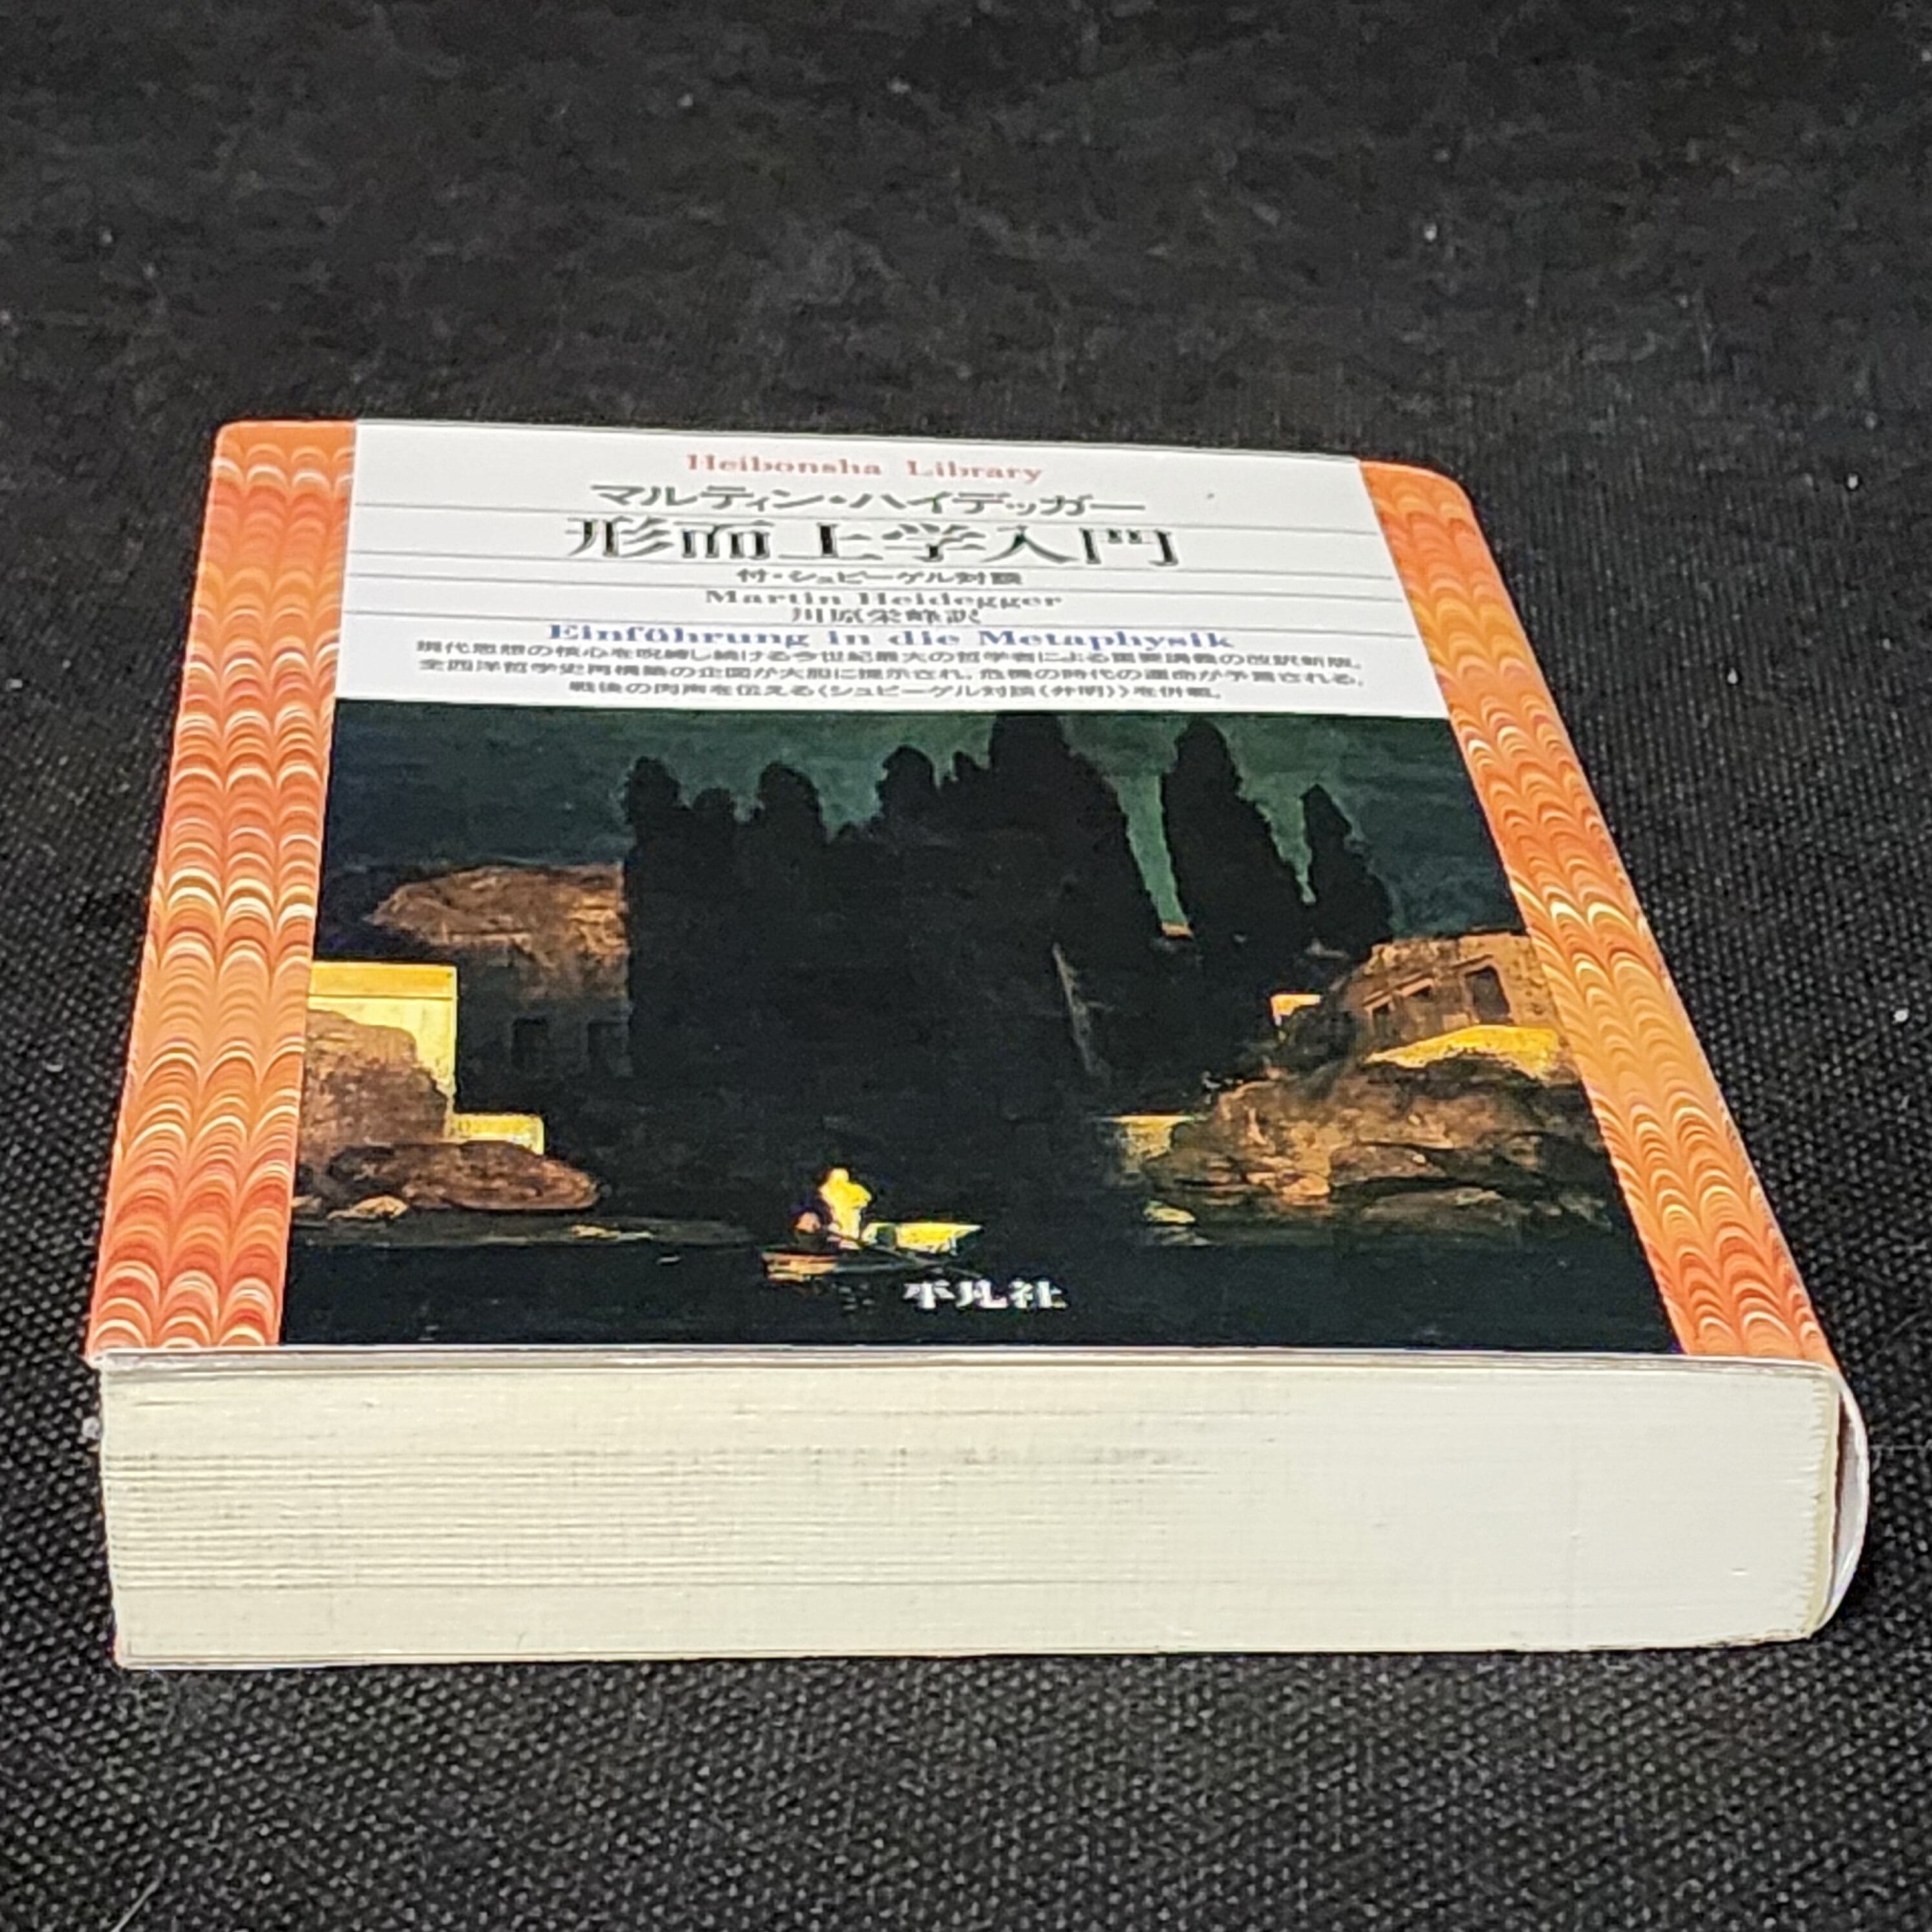 Heibonsha Library
マルティン・ハイデッガー
形而上学入門
付・シュピーゲル対談
Martin Heidegger
川原栄峰訳
Einführung in die Metaphysik
現代思想の核心を呪縛し続ける今世紀最大の哲学者による重要講義の改訳新版。
全西洋哲学史再構築の企図が大胆に提示され、危機の時代の運命が予言される。
戦後の肉声を伝える〈シュピーゲル対談〈弁明〉〉を併載。
平凡社